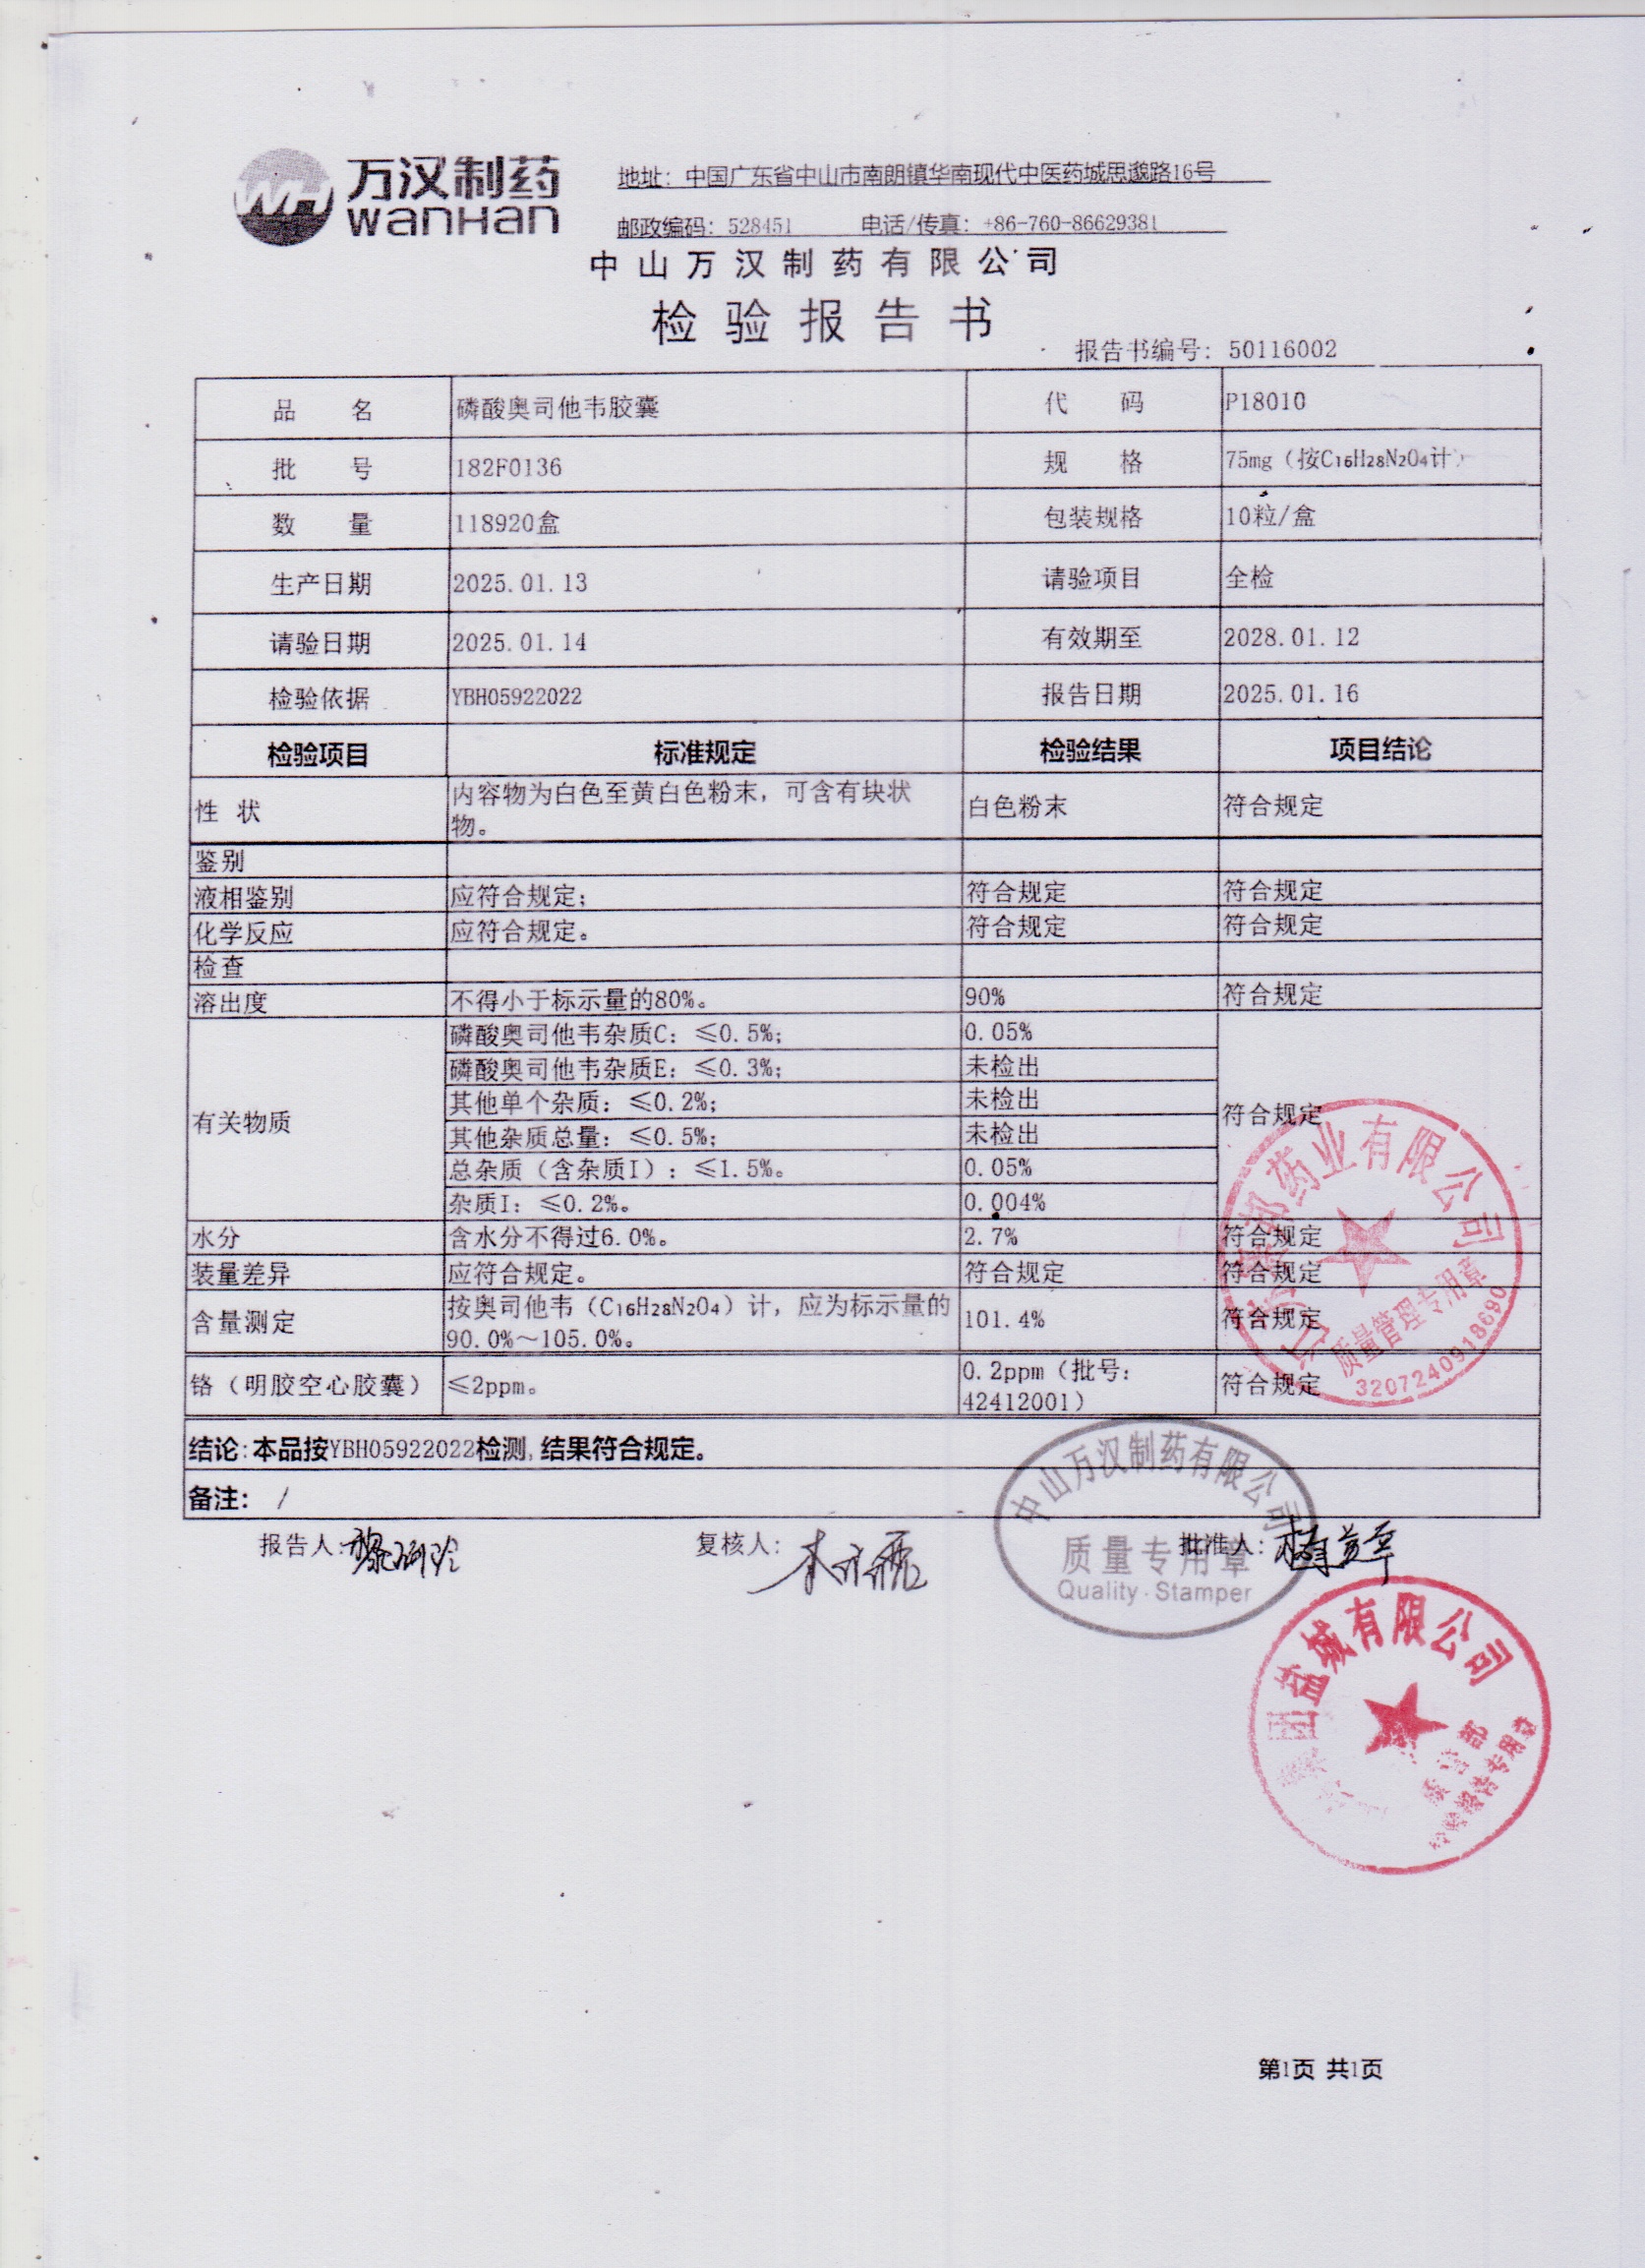 万汉制药
WanHan
地址：中国广东省中山市南朗镇华南现代中医药城思邈路16号
邮政编码：528451 电话/传真：+86-760-86629381
中山万汉制药有限公司
检验报告书
报告书编号：50116002
品 名 磷酸奥司他韦胶囊 代 码 P18010
批 号 182F0136 规 格 75mg（按C₁₆H₂₈N₂O₄计）
数 量 118920盒 包装规格 10粒/盒
生产日期 2025.01.13 请验项目 全检
请验日期 2025.01.14 有效期至 2028.01.12
检验依据 YBH05922022 报告日期 2025.01.16
检验项目 标准规定 检验结果 项目结论
性 状 内容物为白色至黄白色粉末，可含有块状物。 白色粉末 符合规定
鉴别
液相鉴别 应符合规定； 符合规定 符合规定
化学反应 应符合规定。 符合规定 符合规定
检查
溶出度 不得小于标示量的80%。 90% 符合规定
有关物质 磷酸奥司他韦杂质C：≤0.5%； 0.05% 符合规定
磷酸奥司他韦杂质E：≤0.3%； 未检出
其他单个杂质：≤0.2%； 未检出
其他杂质总量：≤0.5%； 未检出
总杂质（含杂质I）：≤1.5%。 0.05%
杂质I：≤0.2%。 0.004%
水分 含水分不得过6.0%。 2.7% 符合规定
装量差异 应符合规定。 符合规定 符合规定
含量测定 按奥司他韦（C₁₆H₂₈N₂O₄）计，应为标示量的90.0%～105.0%。 101.4% 符合规定
铬（明胶空心胶囊） ≤2ppm。 0.2ppm（批号：42412001） 符合规定
药业有限公司
质量管理专用章
3207240918690
结论：本品按YBH05922022检测，结果符合规定。
备注： /
中山万汉制药有限公司
质量专用章
Quality·Stamper
报告人： 复核人： 批准人：
城有限公司
专用章
第1页 共1页